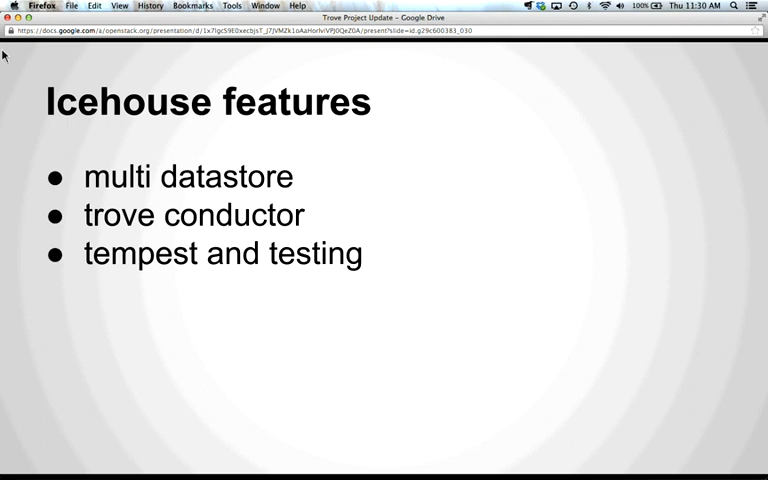 Firefox File Edit View History Bookmarks Tools Window Help 100% Thu 11:30 AM
Trove Project Update – Google Drive
Icehouse features
● multi datastore
● trove conductor
● tempest and testing